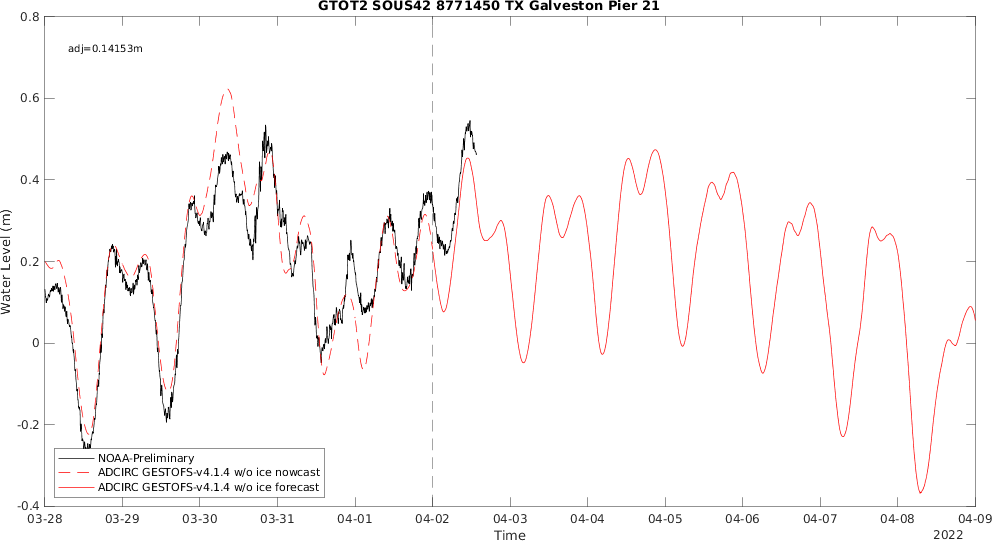 GTOT2 SOUS42 8771450 TX Galveston Pier 21
adj=0.14153m
0.8
0.6
0.4
0.2
0
-0.2
-0.4
Water Level (m)
NOAA-Preliminary
ADCIRC GESTOFS-v4.1.4 w/o ice nowcast
ADCIRC GESTOFS-v4.1.4 w/o ice forecast
03-28 03-29 03-30 03-31 04-01 04-02 04-03 04-04 04-05 04-06 04-07 04-08 04-09
Time
2022